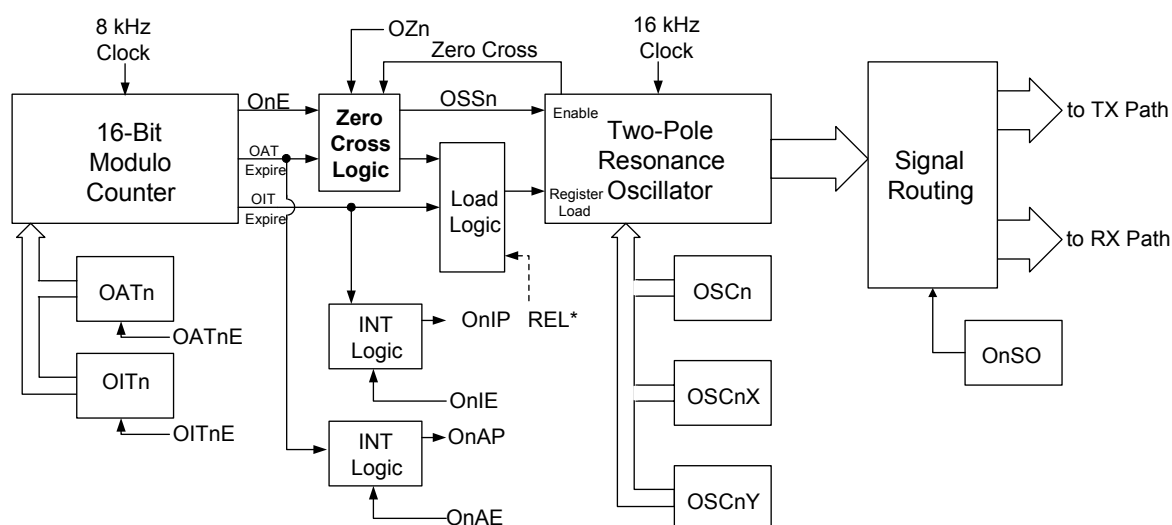 8 kHz
Clock
OZn
Zero Cross
16 kHz
Clock
16-Bit
Modulo
Counter
OnE
OAT
Expire
OIT
Expire
Zero
Cross
Logic
OSSn
Load
Logic
Enable
Register
Load
Two-Pole
Resonance
Oscillator
Signal
Routing
to TX Path
to RX Path
OATn
OATnE
OITn
OITnE
INT
Logic
OnIP
REL*
OnIE
INT
Logic
OnAP
OnAE
OSCn
OSCnX
OSCnY
OnSO